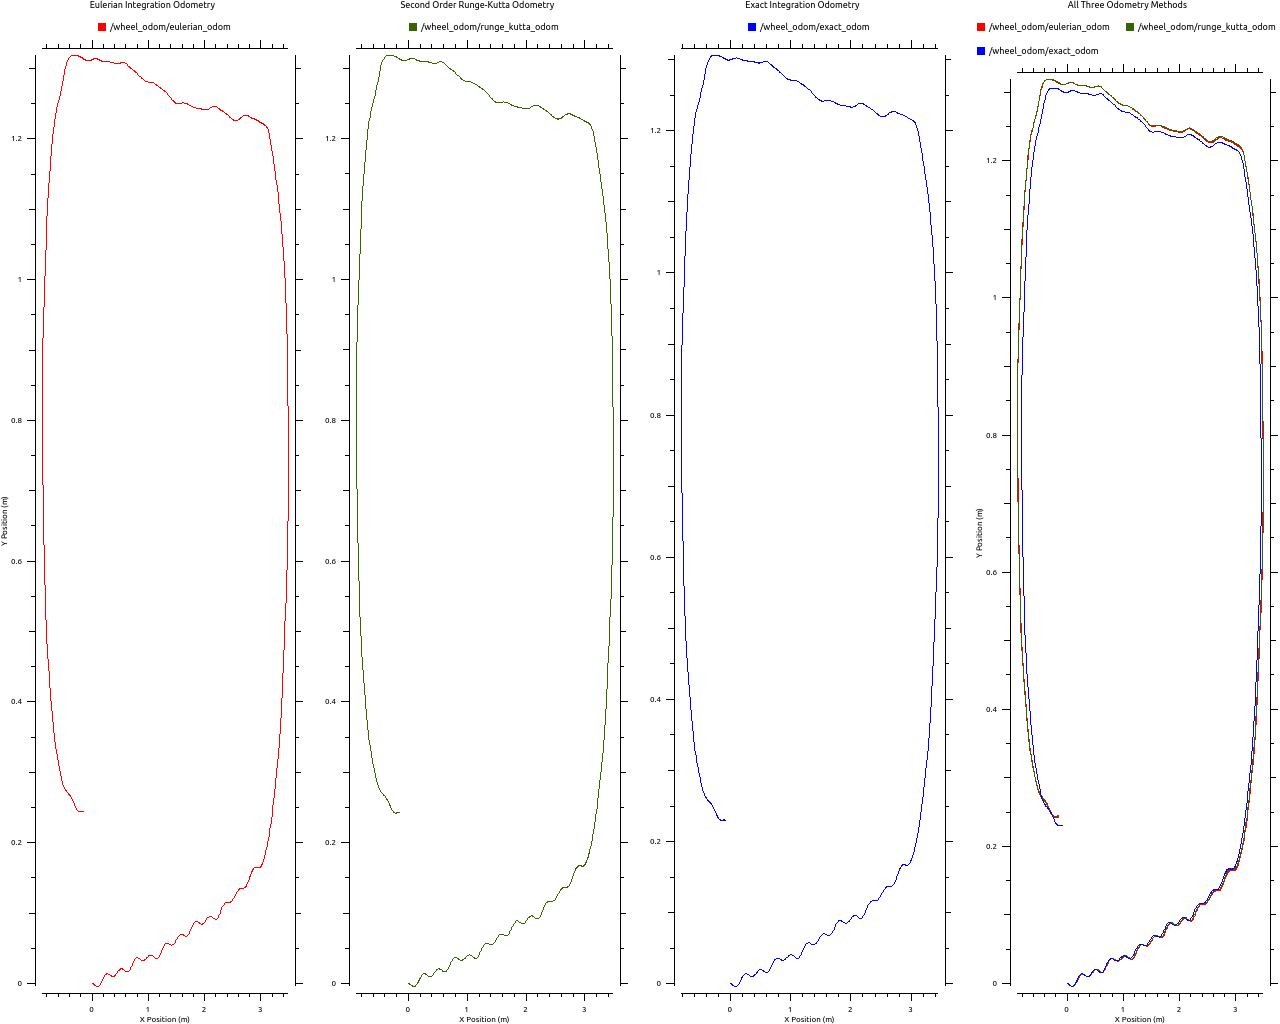 Eulerian Integration Odometry
/wheel_odom/eulerian_odom
1.2
1
0.8
0.6
0.4
0.2
0
Y Position (m)
0 1 2 3
X Position (m)
Second Order Runge-Kutta Odometry
/wheel_odom/runge_kutta_odom
1.2
1
0.8
0.6
0.4
0.2
0
0 1 2 3
X Position (m)
Exact Integration Odometry
/wheel_odom/exact_odom
1.2
1
0.8
0.6
0.4
0.2
0
0 1 2 3
X Position (m)
All Three Odometry Methods
/wheel_odom/eulerian_odom /wheel_odom/runge_kutta_odom
/wheel_odom/exact_odom
1.2
1
0.8
0.6
0.4
0.2
0
Y Position (m)
0 1 2 3
X Position (m)